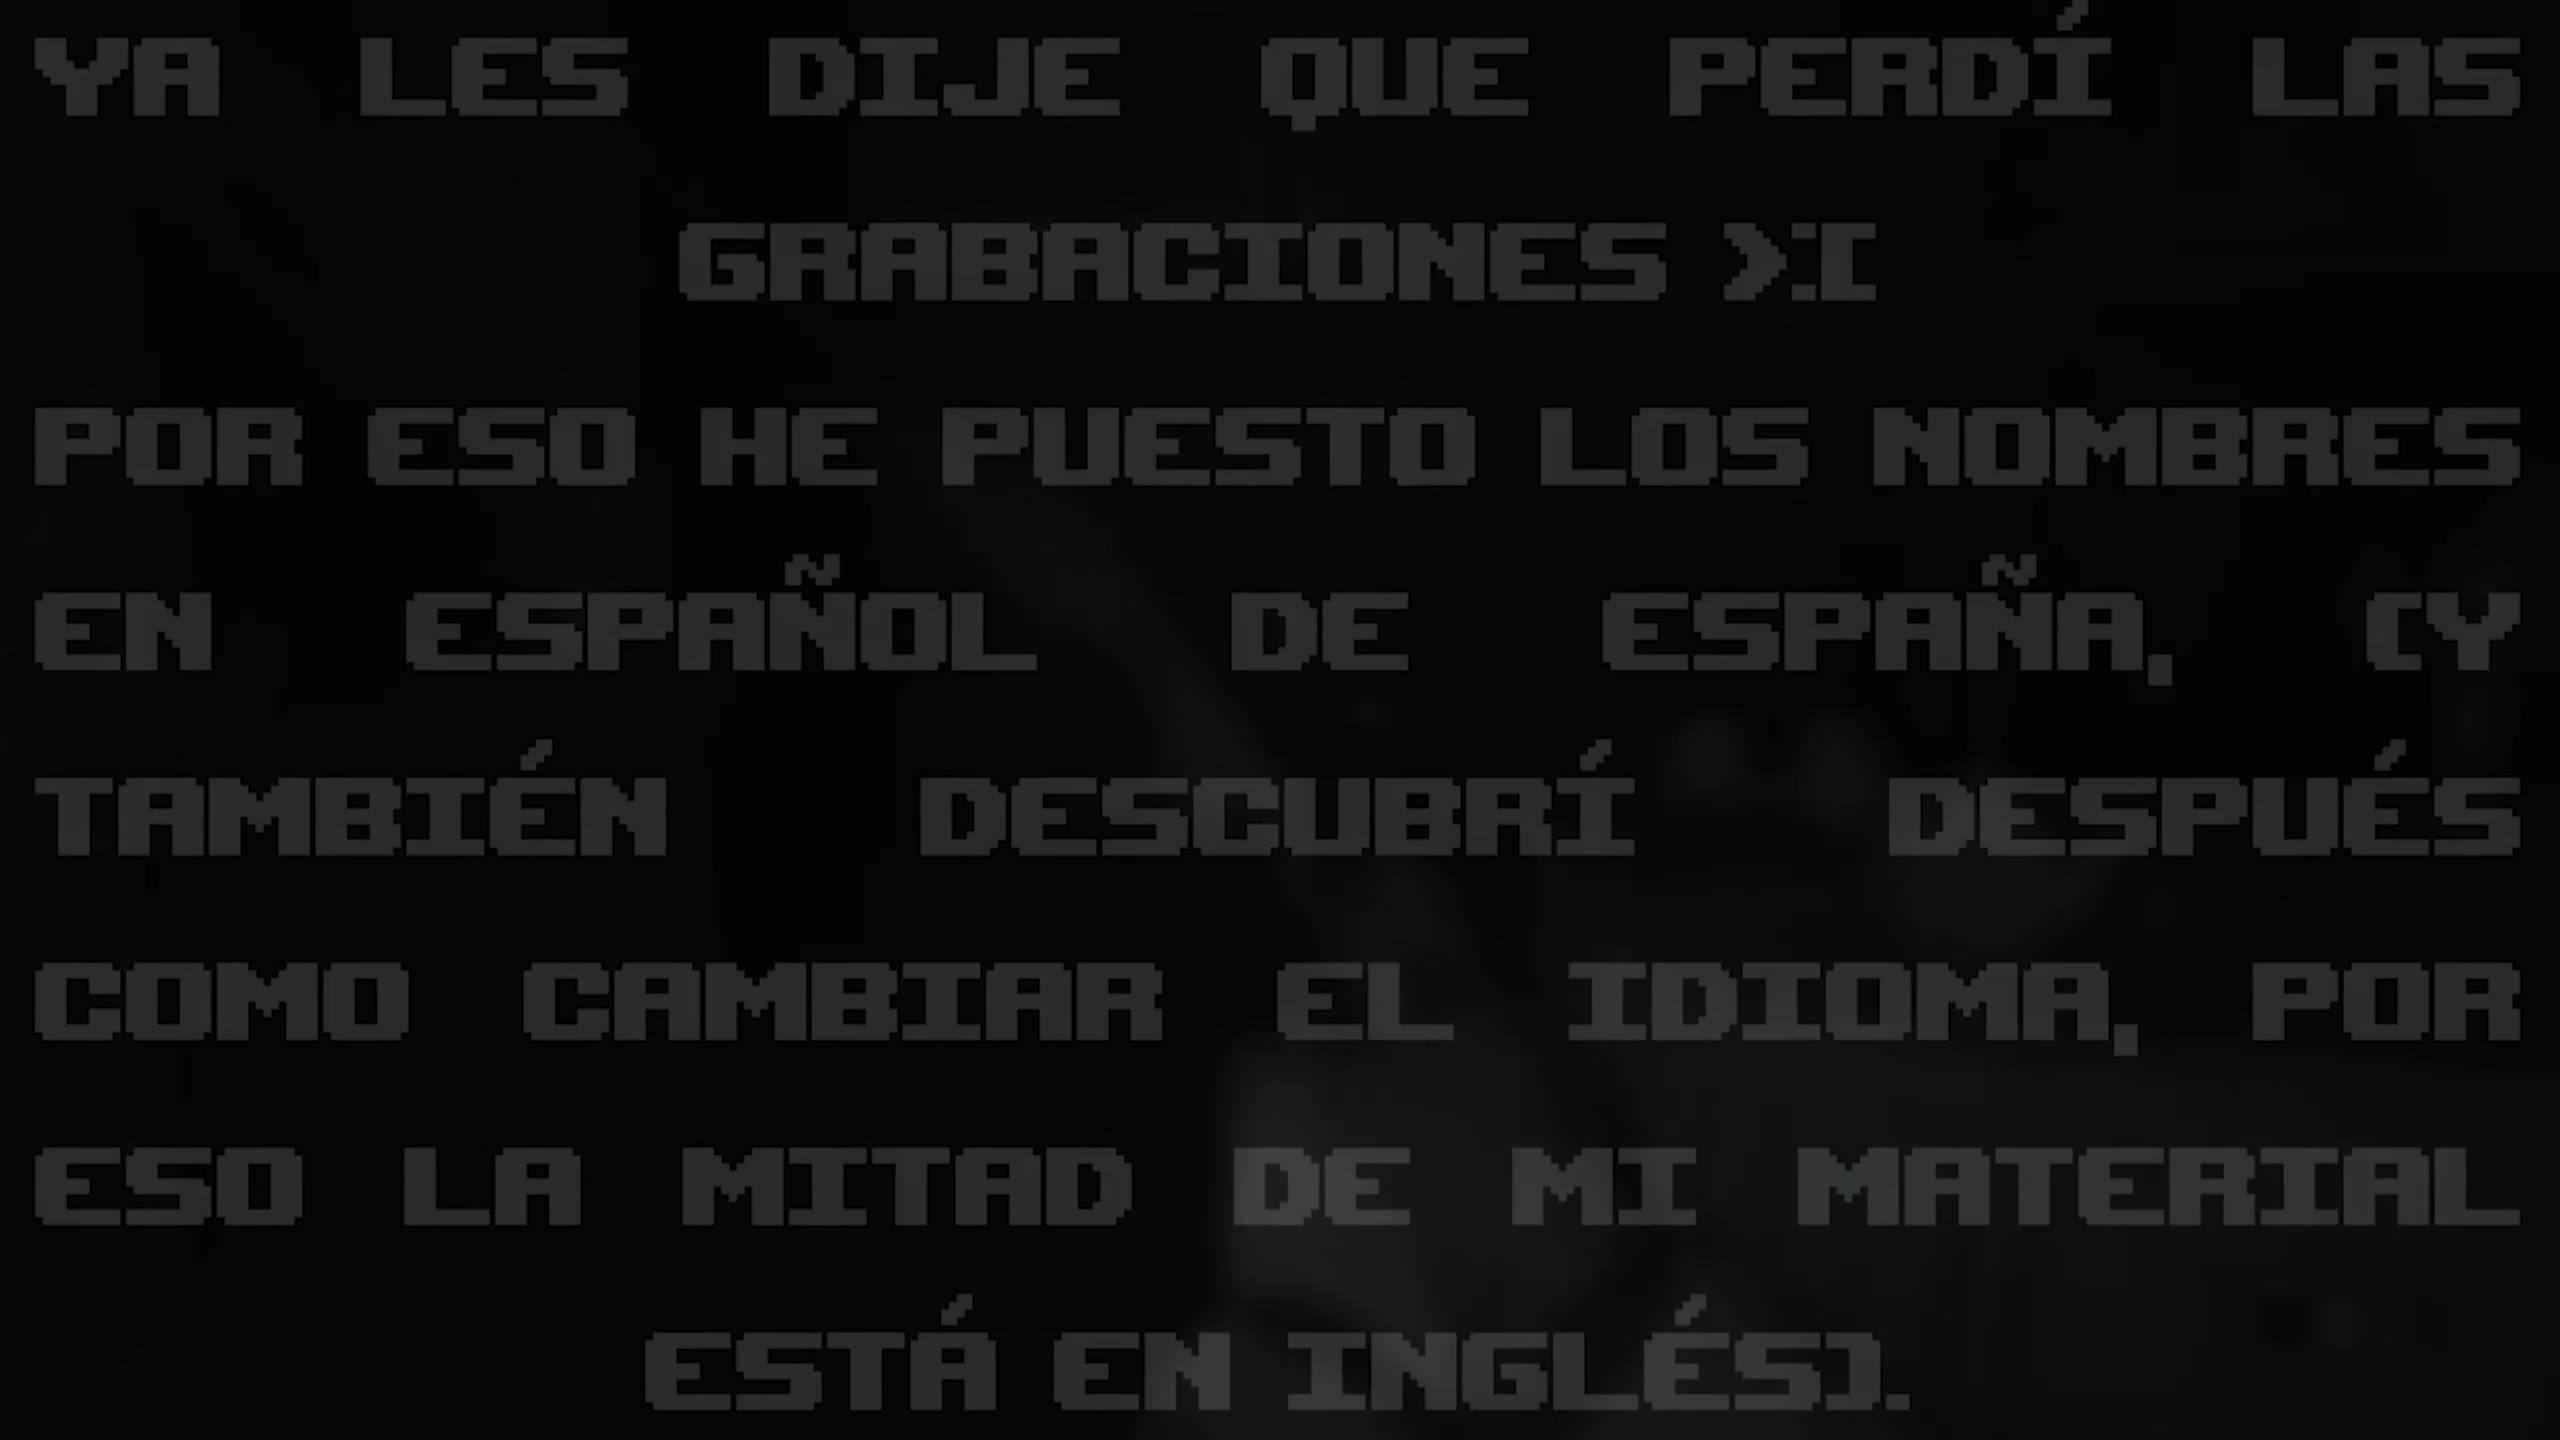 YA LES DIJE QUE PERDÍ LAS
GRABACIONES >:(
POR ESO HE PUESTO LOS NOMBRES
EN ESPAÑOL DE ESPAÑA, (Y
TAMBIÉN DESCUBRÍ DESPUÉS
COMO CAMBIAR EL IDIOMA, POR
ESO LA MITAD DE MI MATERIAL
ESTÁ EN INGLÉS).